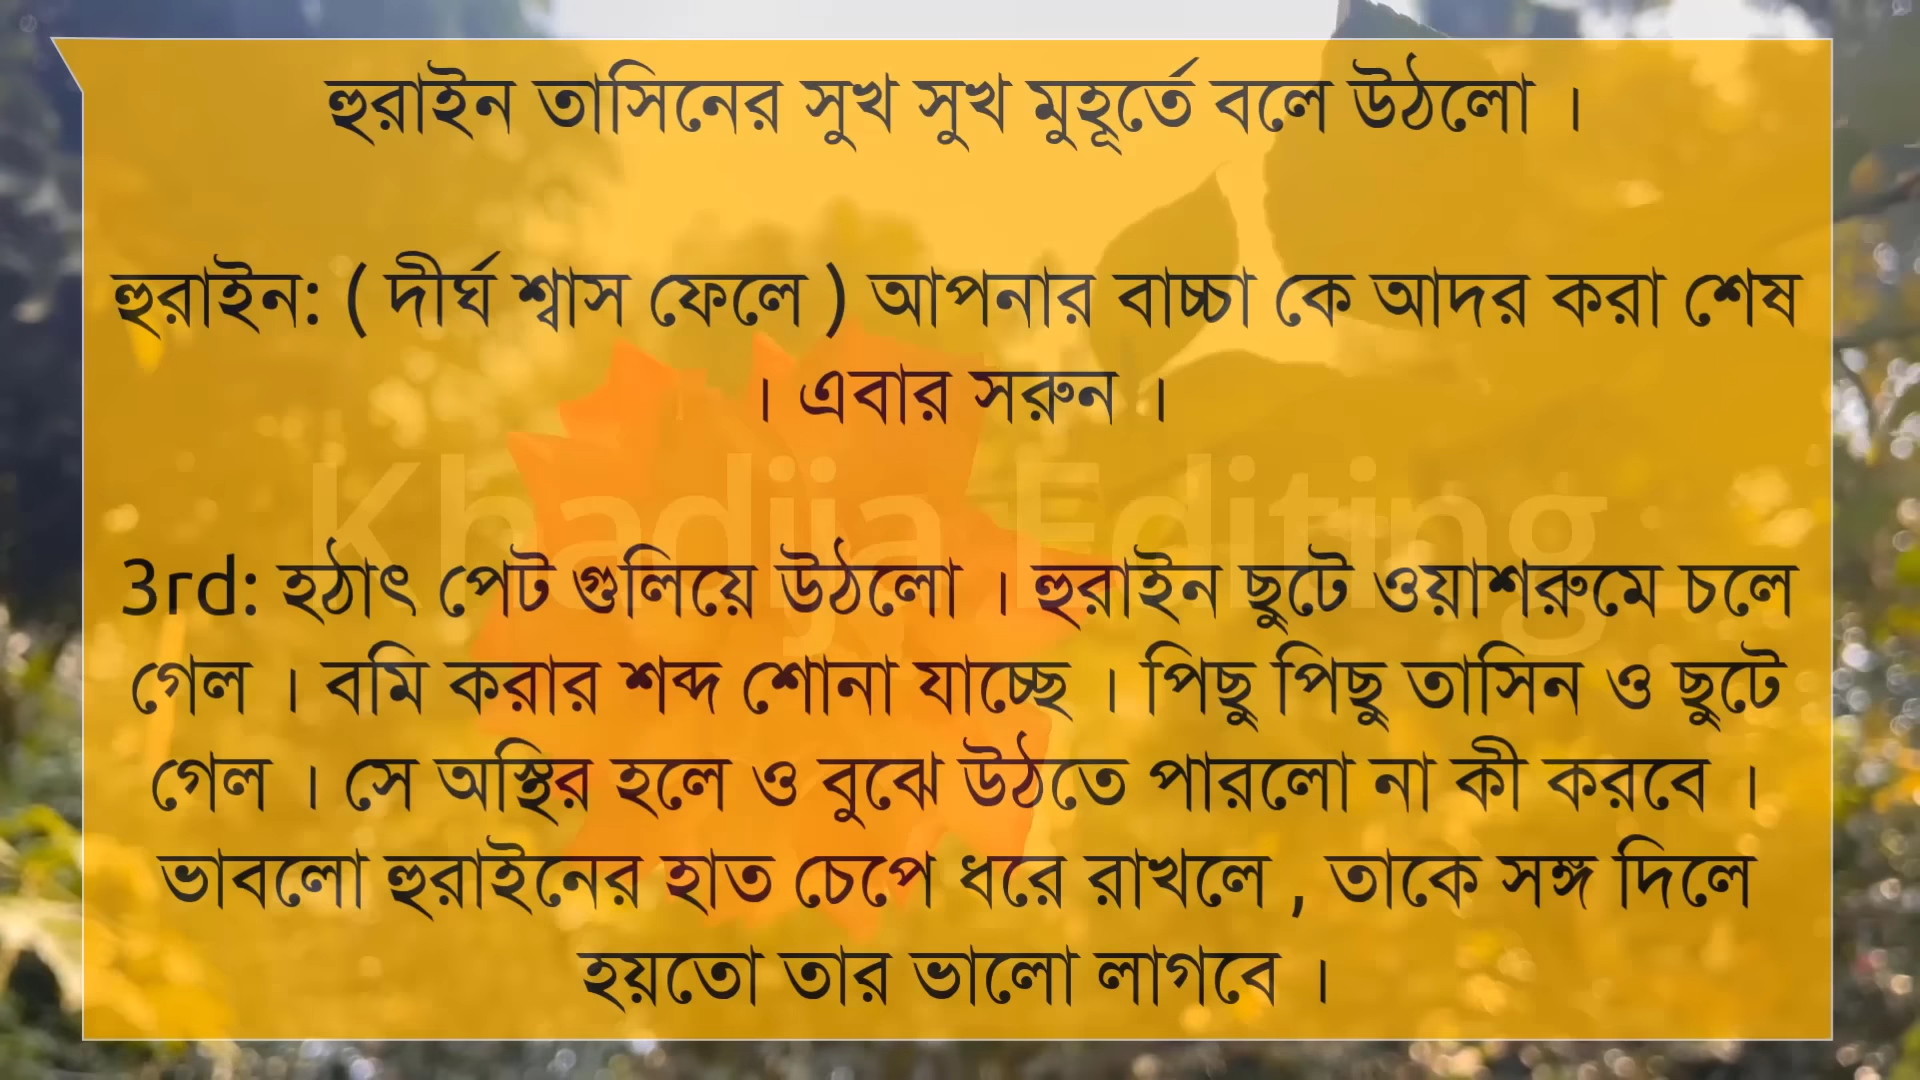 হুরাইন তাসিনের সুখ সুখ মুহূর্তে বলে উঠলো ।
হুরাইন: ( দীর্ঘ শ্বাস ফেলে ) আপনার বাচ্চা কে আদর করা শেষ
। এবার সরুন ।
Khadija Editing
3rd: হঠাৎ পেট গুলিয়ে উঠলো । হুরাইন ছুটে ওয়াশরুমে চলে
গেল । বমি করার শব্দ শোনা যাচ্ছে । পিছু পিছু তাসিন ও ছুটে
গেল । সে অস্থির হলে ও বুঝে উঠতে পারলো না কী করবে ।
ভাবলো হুরাইনের হাত চেপে ধরে রাখলে , তাকে সঙ্গ দিলে
হয়তো তার ভালো লাগবে ।